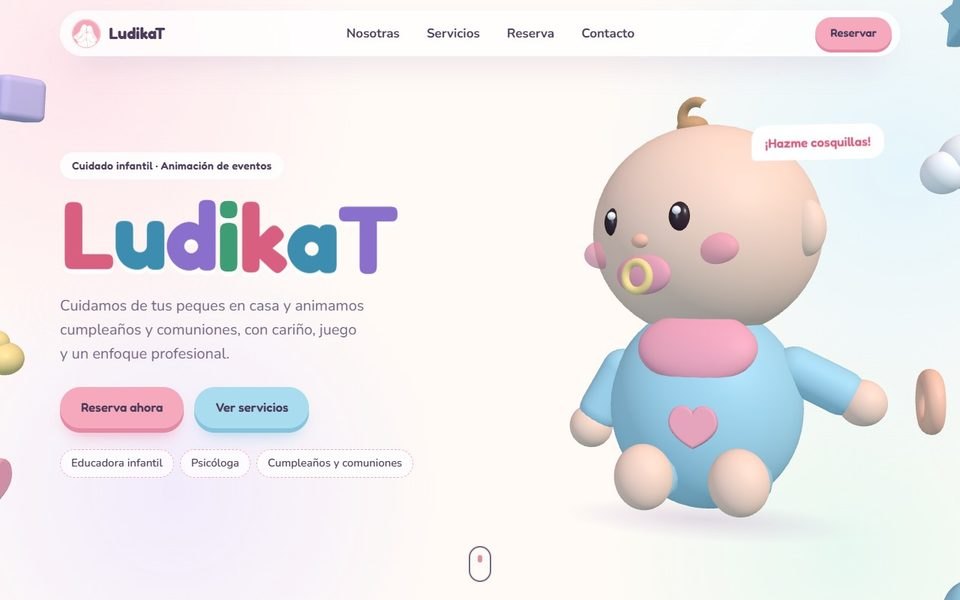 LudikaT
Nosotras
Servicios
Reserva
Contacto
Reservar
¡Hazme cosquillas!
Cuidado infantil · Animación de eventos
LudikaT
Cuidamos de tus peques en casa y animamos
cumpleaños y comuniones, con cariño, juego
y un enfoque profesional.
Reserva ahora
Ver servicios
Educadora infantil
Psicóloga
Cumpleaños y comuniones